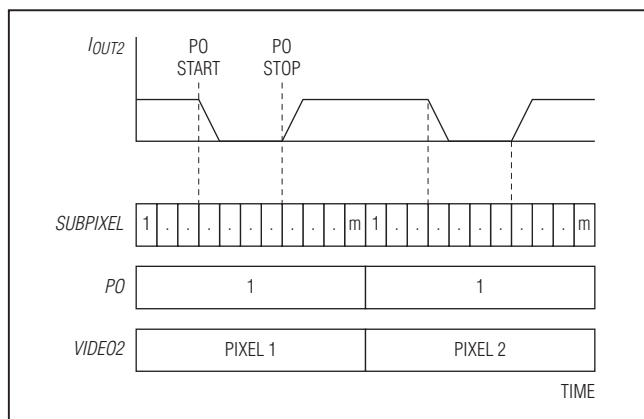 IOUT2
PO START
PO STOP
SUBPIXEL 1 . . . . . . . . . m 1 . . . . . . . . . m
PO 1 1
VIDEO2 PIXEL 1 PIXEL 2
TIME